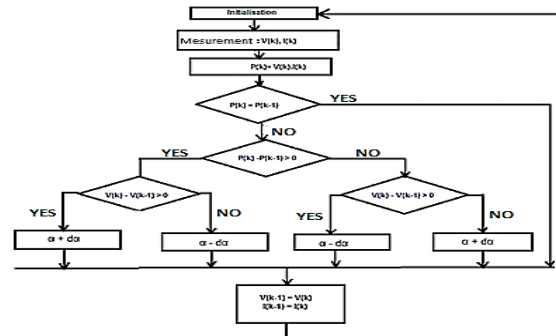 Initialisation
Mesurement : V(k), I(k)
P(k)= V(k).I(k)
P(k) = P(k-1)
YES
NO
YES
P(k) -P(k-1) > 0
NO
V(k) - V(k-1) > 0
V(k) - V(k-1) > 0
YES
NO
YES
NO
α + dα
α - dα
α - dα
α + dα
V(k-1) = V(k)
I(k-1) = I(k)